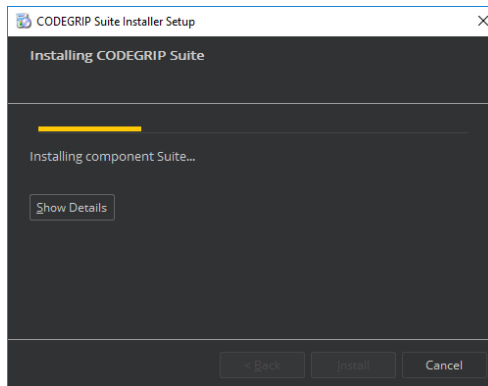 CODEGRIP Suite Installer Setup
Installing CODEGRIP Suite
Installing component Suite...
Show Details
< Back Install Cancel